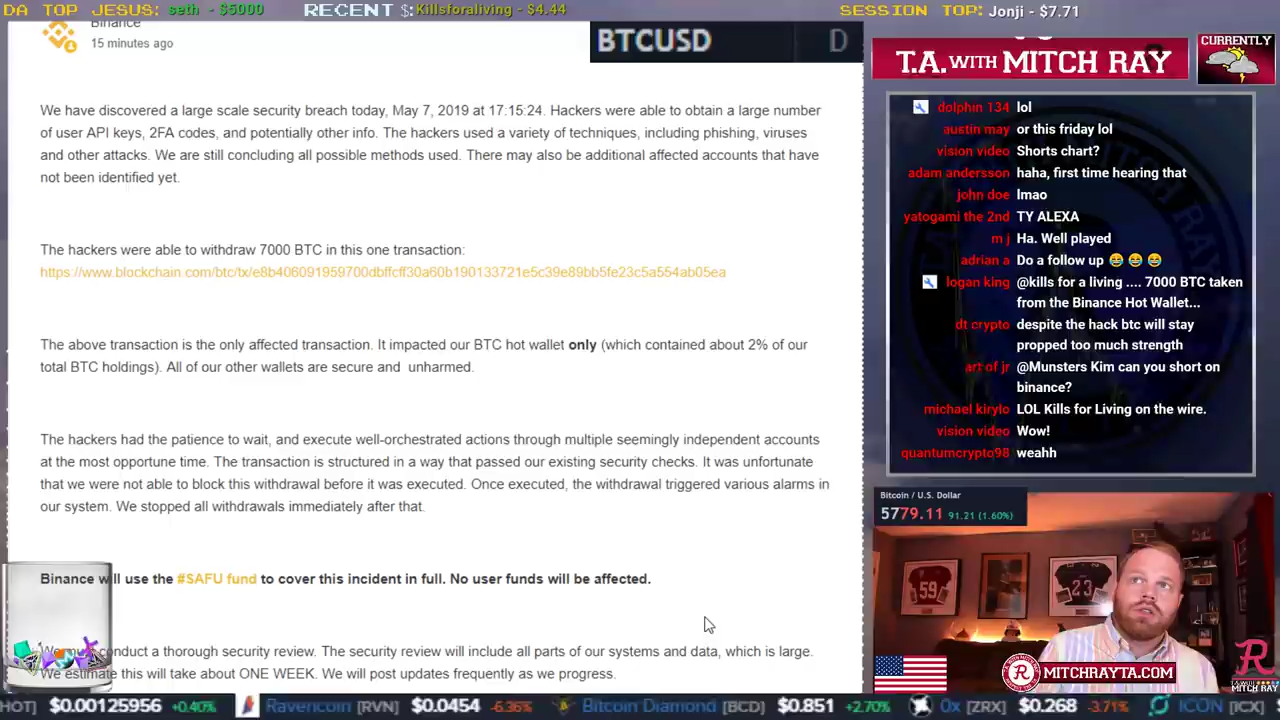 DA TOP JESUS: seth - $5000
RECENT $: Killsforaliving - $4.44
SESSION TOP: Jonji - $7.71
Binance
15 minutes ago
BTCUSD
D
We have discovered a large scale security breach today, May 7, 2019 at 17:15:24. Hackers were able to obtain a large number
of user API keys, 2FA codes, and potentially other info. The hackers used a variety of techniques, including phishing, viruses
and other attacks. We are still concluding all possible methods used. There may also be additional affected accounts that have
not been identified yet.
The hackers were able to withdraw 7000 BTC in this one transaction:
https://www.blockchain.com/btc/tx/e8b406091959700dbffcff30a60b190133721e5c39e89bb5fe23c5a554ab05ea
The above transaction is the only affected transaction. It impacted our BTC hot wallet only (which contained about 2% of our
total BTC holdings). All of our other wallets are secure and unharmed.
The hackers had the patience to wait, and execute well-orchestrated actions through multiple seemingly independent accounts
at the most opportune time. The transaction is structured in a way that passed our existing security checks. It was unfortunate
that we were not able to block this withdrawal before it was executed. Once executed, the withdrawal triggered various alarms in
our system. We stopped all withdrawals immediately after that.
Binance will use the #SAFU fund to cover this incident in full. No user funds will be affected.
We must conduct a thorough security review. The security review will include all parts of our systems and data, which is large.
We estimate this will take about ONE WEEK. We will post updates frequently as we progress.
T.A. WITH MITCH RAY
CURRENTLY
dolphin 134 lol
austin may or this friday lol
vision video Shorts chart?
adam andersson haha, first time hearing that
john doe lmao
yatogami the 2nd TY ALEXA
m j Ha. Well played
adrian a Do a follow up 😂 😂 😂
logan king @kills for a living .... 7000 BTC taken
from the Binance Hot Wallet...
dt crypto despite the hack btc will stay
propped too much strength
art of jr @Munsters Kim can you short on
binance?
michael kirylo LOL Kills for Living on the wire.
vision video Wow!
quantumcrypto98 weahh
Bitcoin / U.S. Dollar
5779.11 91.21 (1.60%)
59
23
R MITCHRAYTA.COM
R
MITCH RAY
[HOT] $0.00125956 +0.40% Ravencoin [RVN] $0.0454 -6.36% Bitcoin Diamond [BCD] $0.851 +2.70% 0x [ZRX] $0.268 -3.71% ICON [ICX]